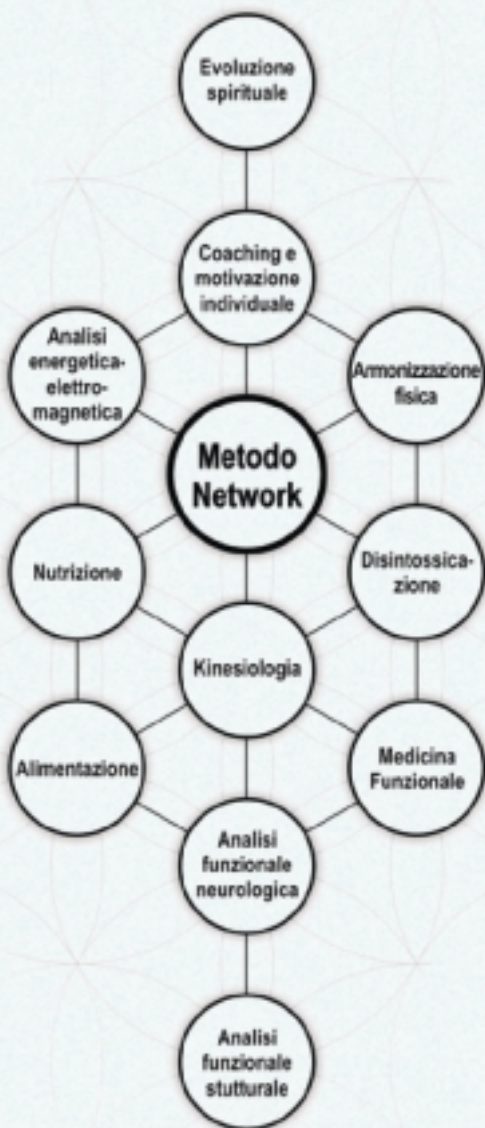 Evoluzione
spirituale
Coaching e
motivazione
individuale
Analisi
energetica-
elettro-
magnetica
Armonizzazione
fisica
Metodo
Network
Nutrizione
Disintossica-
zione
Kinesiologia
Alimentazione
Medicina
Funzionale
Analisi
funzionale
neurologica
Analisi
funzionale
stutturale